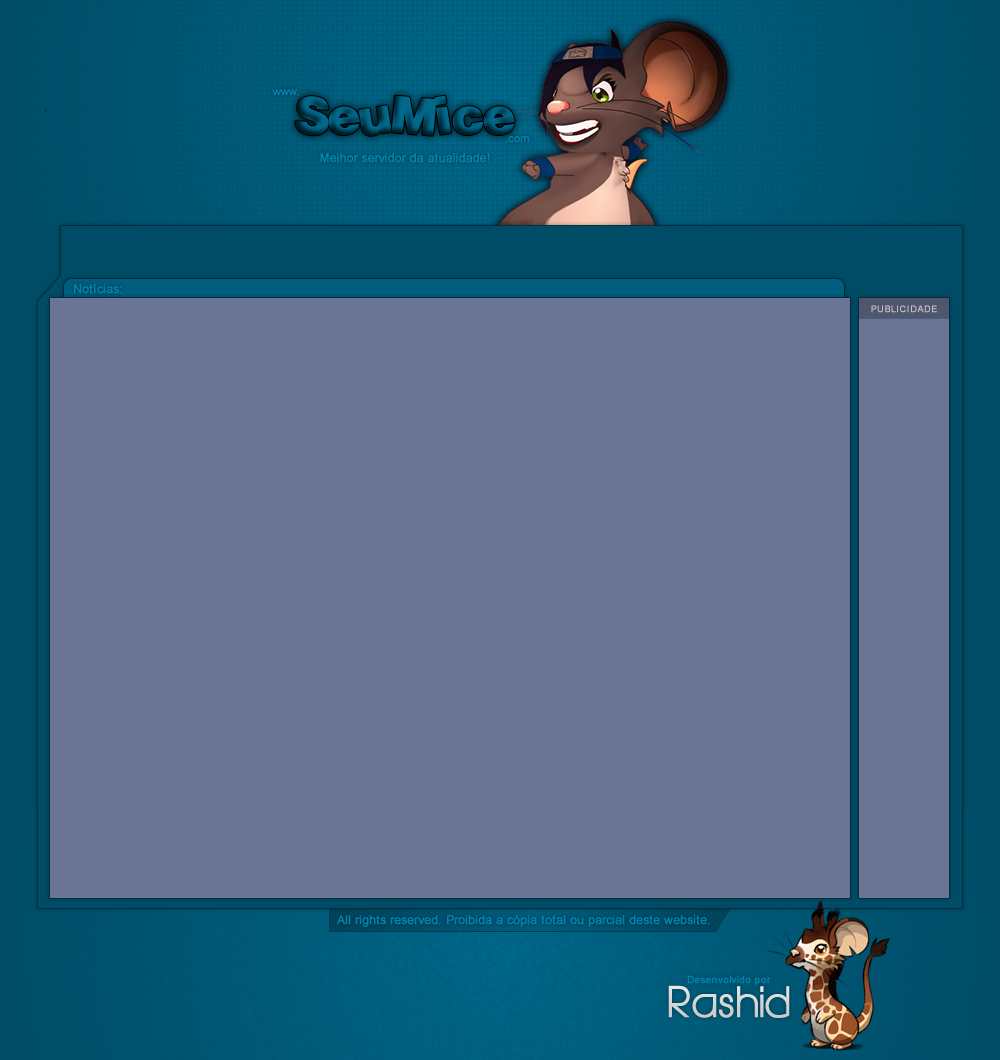 www.
SeuMice
.com
Melhor servidor da atualidade!
Notícias:
PUBLICIDADE
All rights reserved. Proibida a cópia total ou parcial deste website.
Desenvolvido por
Rashid